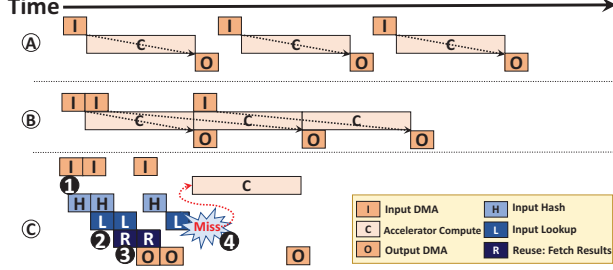 Time
I I I
A C C C
O O O
I I I
B C C C
O O O
I I I
1 C
H H H
L L L Miss 4
C 2 R R
3 O O O
I Input DMA H Input Hash
C Accelerator Compute L Input Lookup
O Output DMA R Reuse: Fetch Results